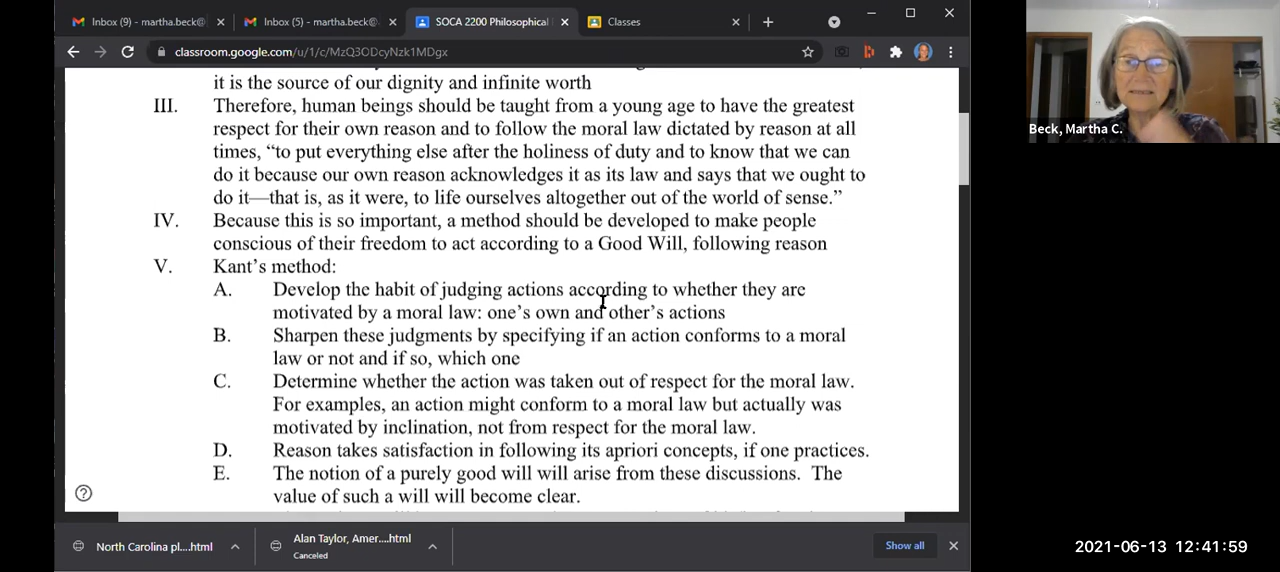 Inbox (9) - martha.beck@
Inbox (5) - martha.beck@
SOCA 2200 Philosophical
Classes
classroom.google.com/u/1/c/MzQ3ODcyNzk1MDgx
it is the source of our dignity and infinite worth
III. Therefore, human beings should be taught from a young age to have the greatest
respect for their own reason and to follow the moral law dictated by reason at all
times, “to put everything else after the holiness of duty and to know that we can
do it because our own reason acknowledges it as its law and says that we ought to
do it—that is, as it were, to life ourselves altogether out of the world of sense.”
IV. Because this is so important, a method should be developed to make people
conscious of their freedom to act according to a Good Will, following reason
V. Kant’s method:
A. Develop the habit of judging actions according to whether they are
motivated by a moral law: one’s own and other’s actions
B. Sharpen these judgments by specifying if an action conforms to a moral
law or not and if so, which one
C. Determine whether the action was taken out of respect for the moral law.
For examples, an action might conform to a moral law but actually was
motivated by inclination, not from respect for the moral law.
D. Reason takes satisfaction in following its apriori concepts, if one practices.
E. The notion of a purely good will will arise from these discussions. The
value of such a will will become clear.
North Carolina pl....html
Alan Taylor, Amer....html
Canceled
Show all
Beck, Martha C.
2021-06-13 12:41:59